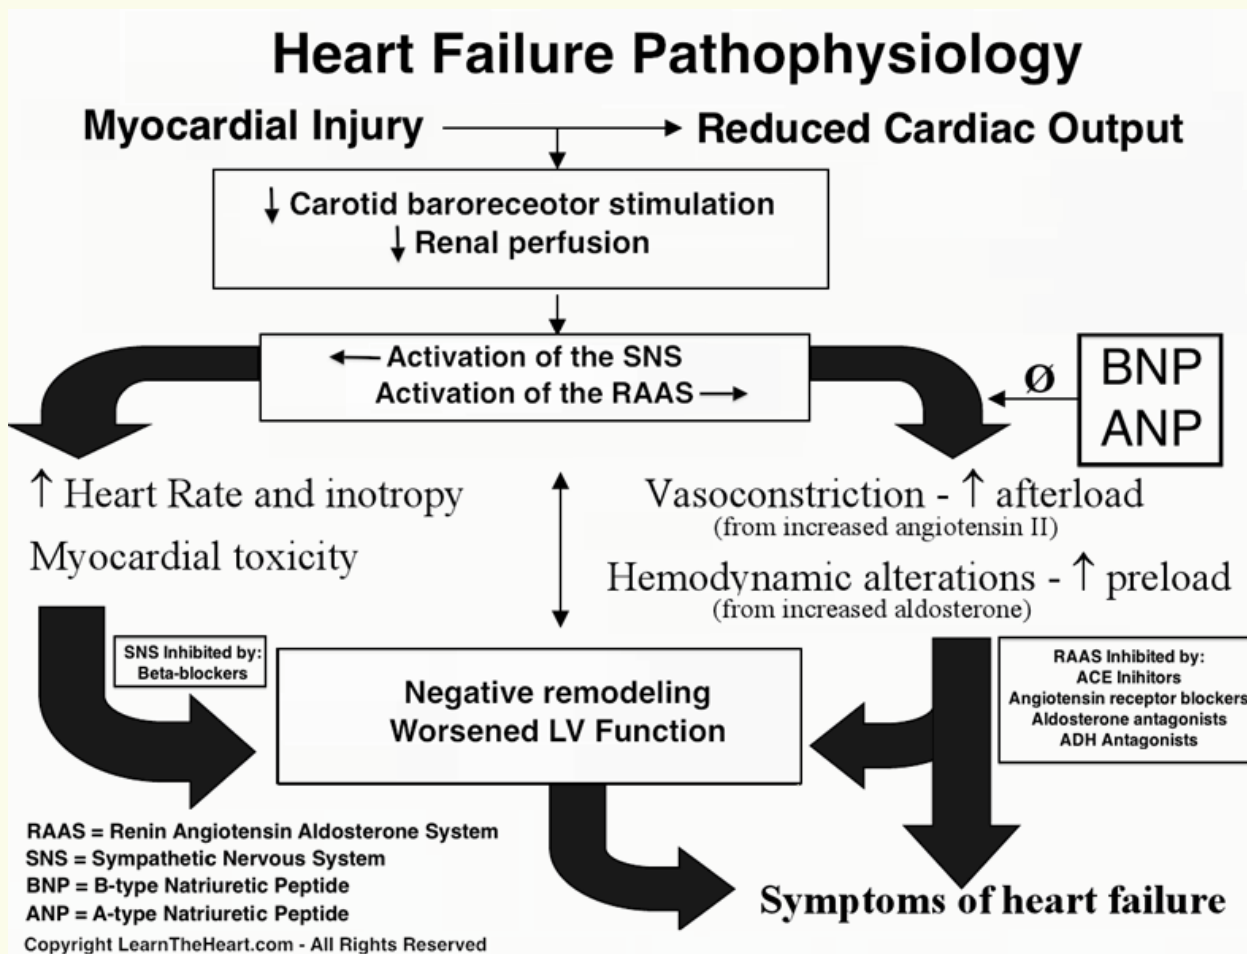 Heart Failure Pathophysiology
Myocardial Injury
Reduced Cardiac Output
↓ Carotid baroreceotor stimulation
↓ Renal perfusion
← Activation of the SNS
Activation of the RAAS →
Ø
BNP
ANP
↑ Heart Rate and inotropy
Myocardial toxicity
Vasoconstriction - ↑ afterload
(from increased angiotensin II)
Hemodynamic alterations - ↑ preload
(from increased aldosterone)
SNS Inhibited by:
Beta-blockers
Negative remodeling
Worsened LV Function
RAAS Inhibited by:
ACE Inihitors
Angiotensin receptor blockers
Aldosterone antagonists
ADH Antagonists
RAAS = Renin Angiotensin Aldosterone System
SNS = Sympathetic Nervous System
BNP = B-type Natriuretic Peptide
ANP = A-type Natriuretic Peptide
Symptoms of heart failure
Copyright LearnTheHeart.com - All Rights Reserved